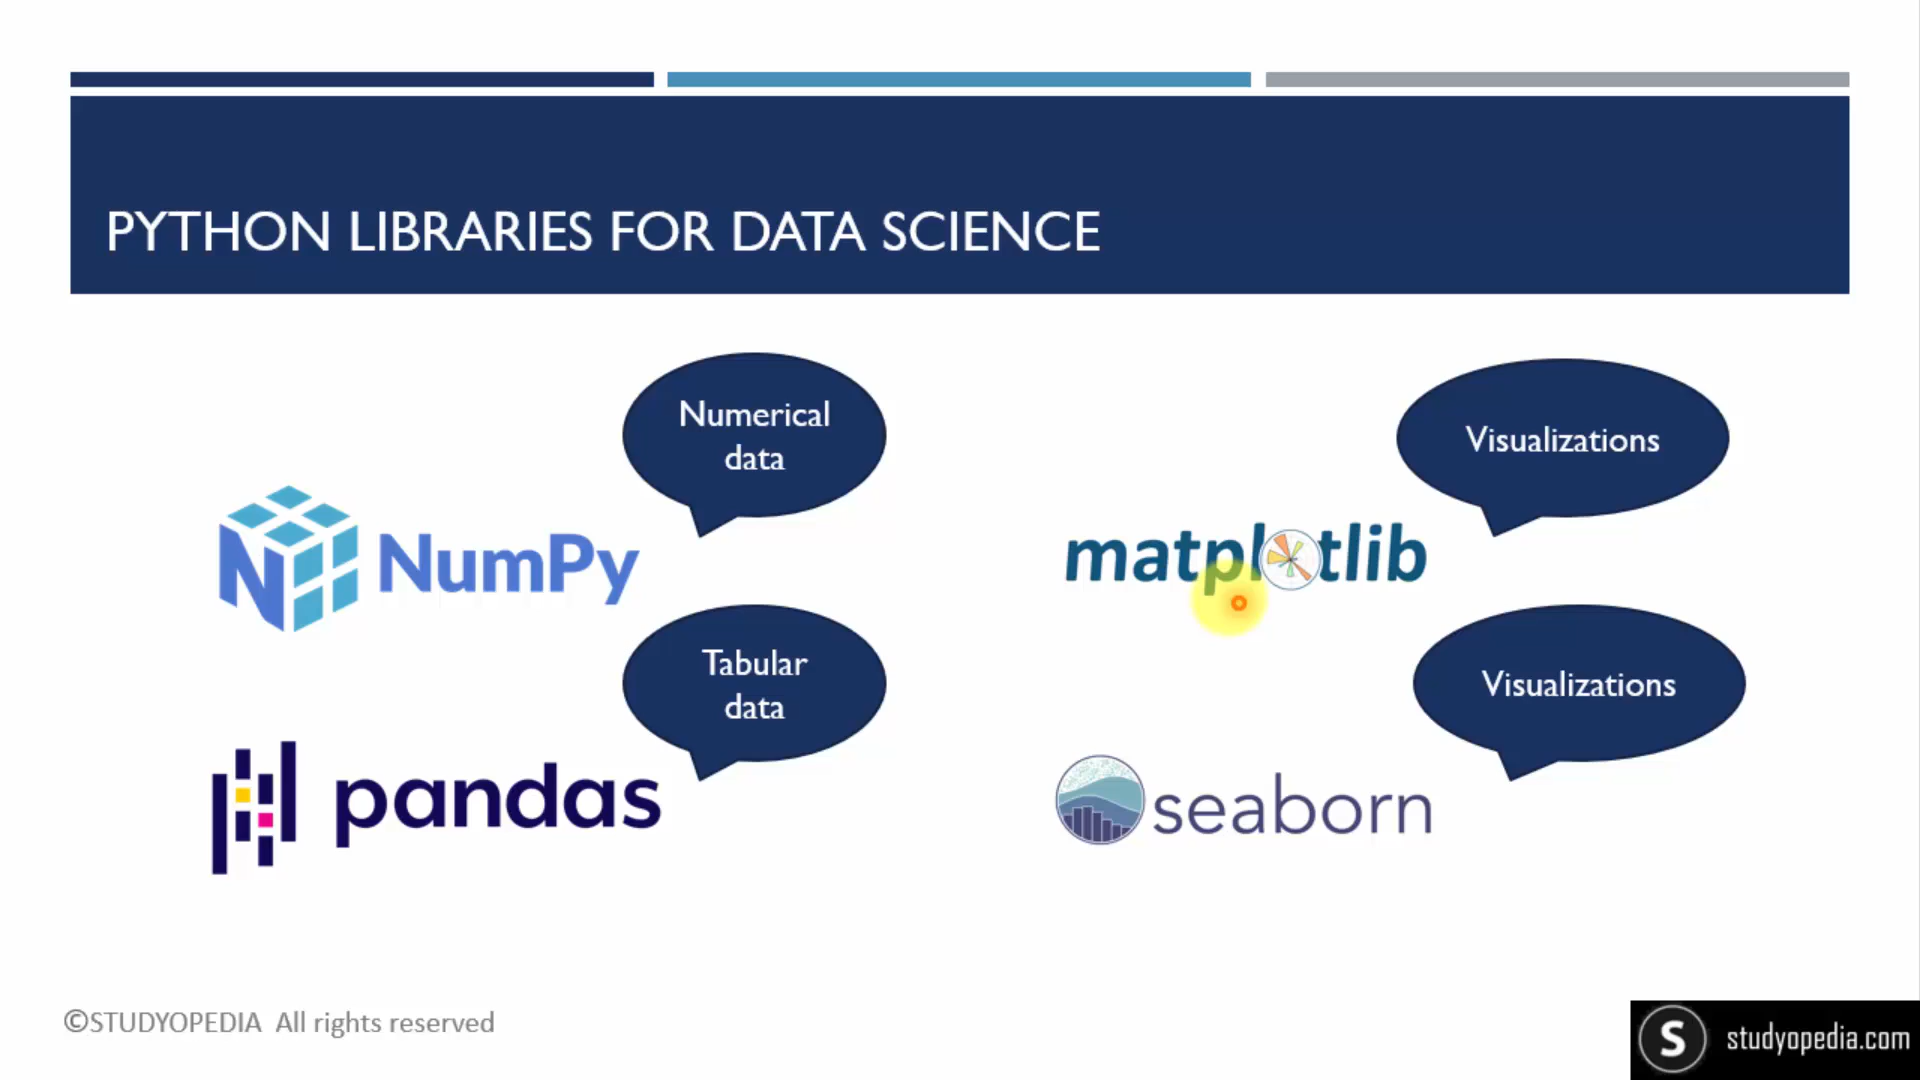 PYTHON LIBRARIES FOR DATA SCIENCE
Numerical
data
NumPy
Visualizations
matplotlib
Tabular
data
pandas
Visualizations
seaborn
©STUDYOPEDIA All rights reserved
S studyopedia.com